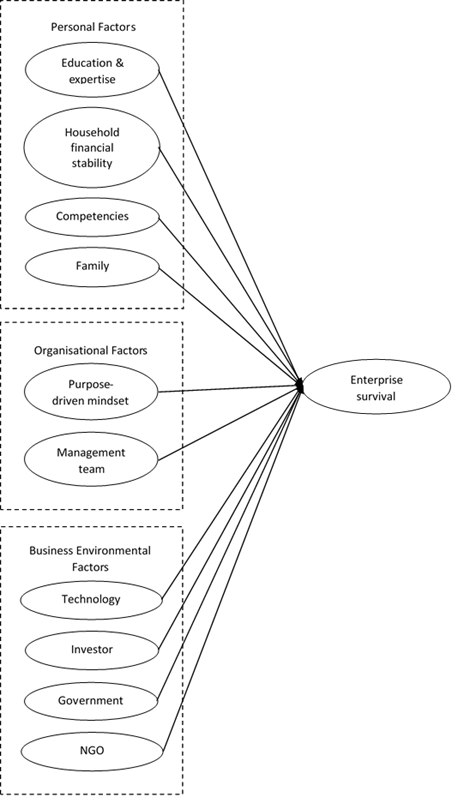 Personal Factors
Education &
expertise
Household
financial
stability
Competencies
Family
Organisational Factors
Purpose-
driven mindset
Management
team
Business Environmental
Factors
Technology
Investor
Government
NGO
Enterprise
survival